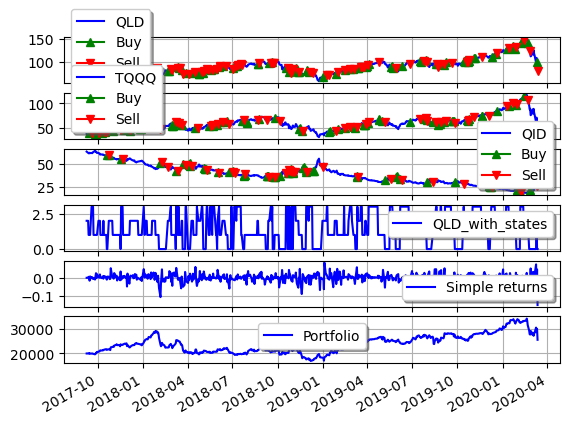 QLD
Buy
Sell
150
100
TQQQ
Buy
Sell
100
50
QID
Buy
Sell
50
25
QLD_with_states
2.5
0.0
Simple returns
0.0
−0.1
Portfolio
30000
20000
2017-10 2018-01 2018-04 2018-07 2018-10 2019-01 2019-04 2019-07 2019-10 2020-01 2020-04